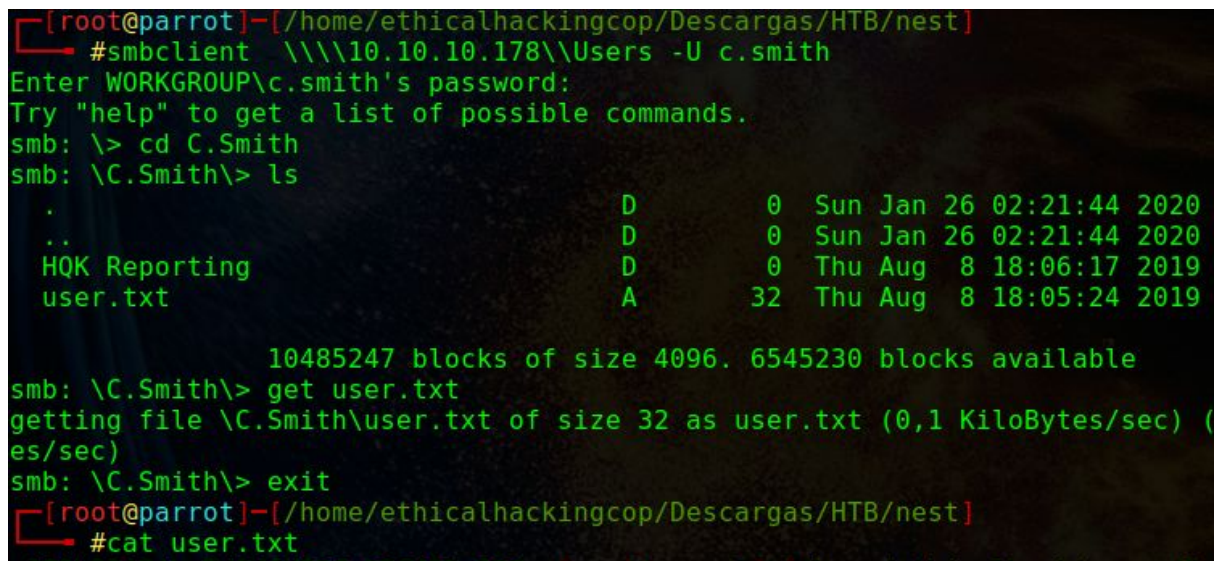 [root@parrot]-[/home/ethicalhackingcop/Descargas/HTB/nest]
#smbclient  \\\\10.10.10.178\\Users -U c.smith
Enter WORKGROUP\c.smith's password:
Try "help" to get a list of possible commands.
smb: \> cd C.Smith
smb: \C.Smith\> ls
  .                                   D        0  Sun Jan 26 02:21:44 2020
  ..                                  D        0  Sun Jan 26 02:21:44 2020
  HQK Reporting                       D        0  Thu Aug  8 18:06:17 2019
  user.txt                            A       32  Thu Aug  8 18:05:24 2019
10485247 blocks of size 4096. 6545230 blocks available
smb: \C.Smith\> get user.txt
getting file \C.Smith\user.txt of size 32 as user.txt (0,1 KiloBytes/sec) (
es/sec)
smb: \C.Smith\> exit
[root@parrot]-[/home/ethicalhackingcop/Descargas/HTB/nest]
#cat user.txt